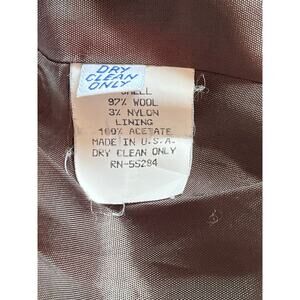 DRY
CLEAN
ONLY
SHELL
97% WOOL
3% NYLON
LINING
100% ACETATE
MADE IN U.S.A.
DRY CLEAN ONLY
RN-55284